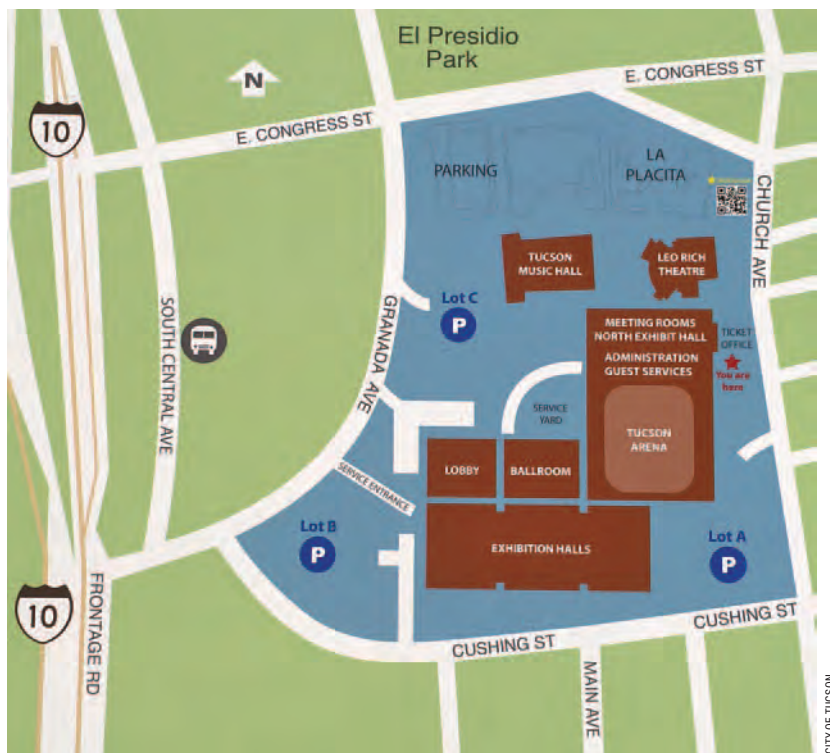 El Presidio
Park
E. CONGRESS ST
N
10
E. CONGRESS ST
PARKING
LA
PLACITA
CHURCH AVE
TUCSON
MUSIC HALL
LEO RICH
THEATRE
Lot C
P
SOUTH CENTRAL AVE
GRANADA AVE
MEETING ROOMS
NORTH EXHIBIT HALL
ADMINISTRATION
GUEST SERVICES
TICKET
OFFICE
You are
here
SERVICE
YARD
TUCSON
ARENA
LOBBY
BALLROOM
SERVICE ENTRANCE
Lot B
P
EXHIBITION HALLS
Lot A
P
10
FRONTAGE RD
CUSHING ST
CUSHING ST
MAIN AVE
CITY OF TUCSON